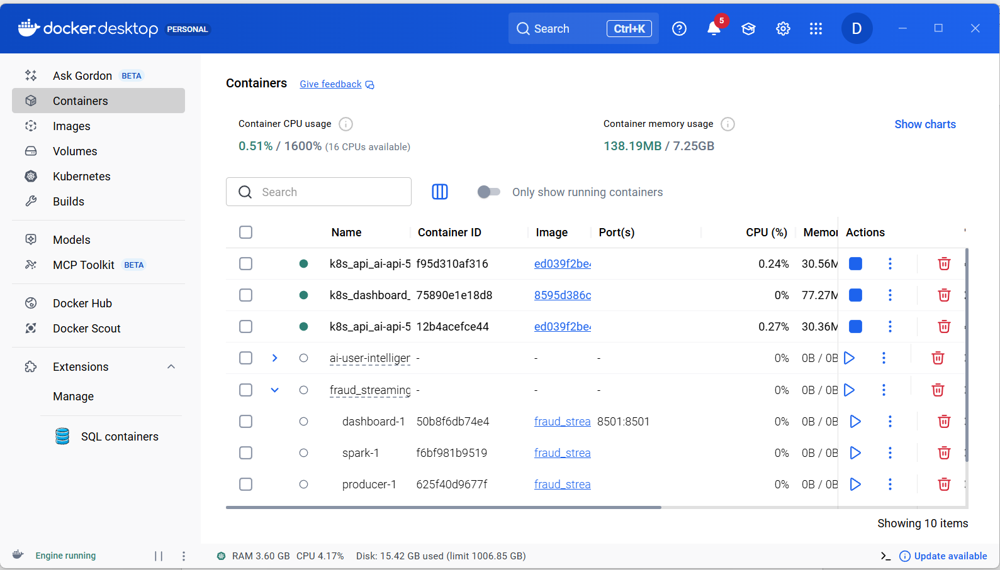 docker.desktop PERSONAL
Search Ctrl+K
5
D
Ask Gordon BETA
Containers
Images
Volumes
Kubernetes
Builds
Models
MCP Toolkit BETA
Docker Hub
Docker Scout
Extensions
Manage
SQL containers
Containers Give feedback
Container CPU usage
0.51% / 1600% (16 CPUs available)
Container memory usage
138.19MB / 7.25GB
Show charts
Search
Only show running containers
Name Container ID Image Port(s) CPU (%) Memor Actions
k8s_api_ai-api-5 f95d310af316 ed039f2be4 0.24% 30.56M
k8s_dashboard_ 75890e1e18d8 8595d386c 0% 77.27M
k8s_api_ai-api-5 12b4acefce44 ed039f2be4 0.27% 30.36M
ai-user-intelliger - - - 0% 0B / 0B
fraud_streaming - - - 0% 0B / 0B
dashboard-1 50b8f6db74e4 fraud_strea 8501:8501 0% 0B / 0B
spark-1 f6bf981b9519 fraud_strea 0% 0B / 0B
producer-1 625f40d9677f fraud_strea 0% 0B / 0B
Showing 10 items
Engine running
RAM 3.60 GB CPU 4.17% Disk: 15.42 GB used (limit 1006.85 GB)
Update available